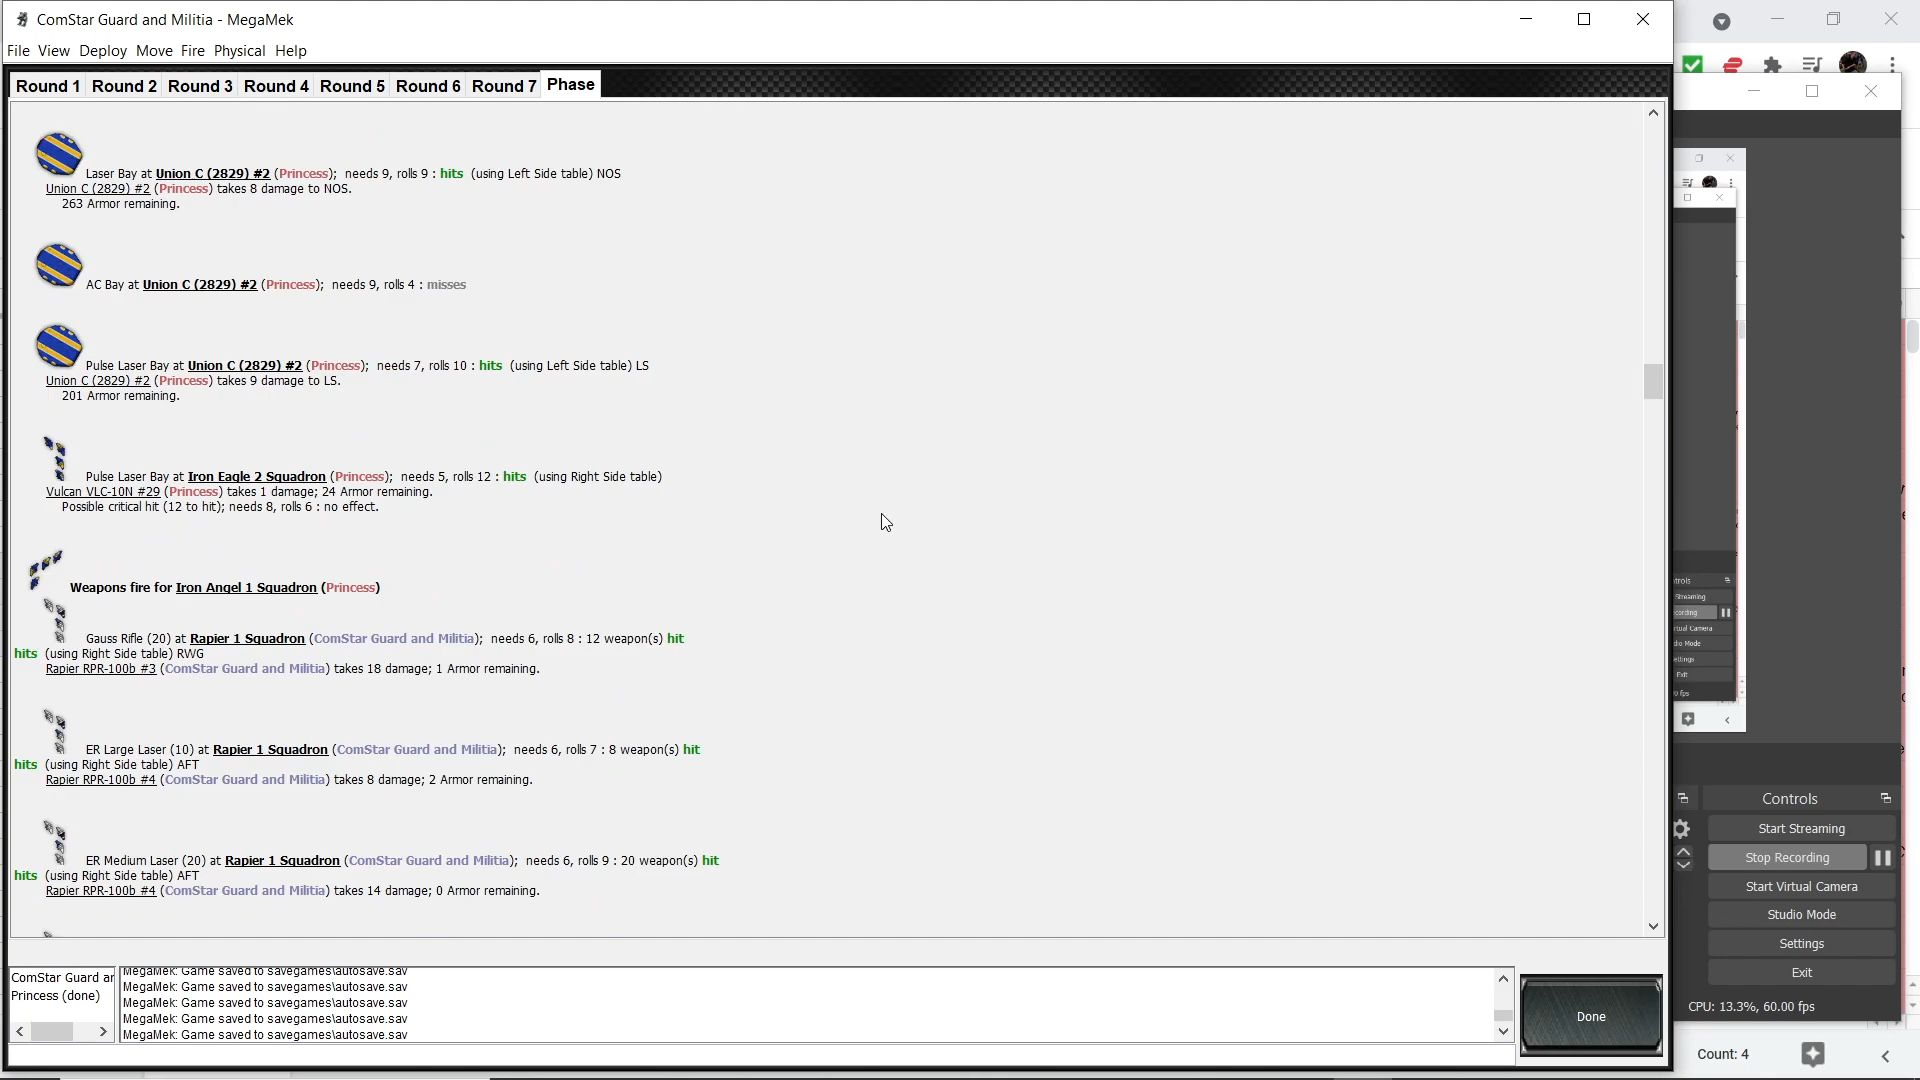 ComStar Guard and Militia - MegaMek
File View Deploy Move Fire Physical Help
Round 1 Round 2 Round 3 Round 4 Round 5 Round 6 Round 7 Phase
Laser Bay at Union C (2829) #2 (Princess); needs 9, rolls 9 : hits (using Left Side table) NOS
Union C (2829) #2 (Princess) takes 8 damage to NOS.
263 Armor remaining.
AC Bay at Union C (2829) #2 (Princess); needs 9, rolls 4 : misses
Pulse Laser Bay at Union C (2829) #2 (Princess); needs 7, rolls 10 : hits (using Left Side table) LS
Union C (2829) #2 (Princess) takes 9 damage to LS.
201 Armor remaining.
Pulse Laser Bay at Iron Eagle 2 Squadron (Princess); needs 5, rolls 12 : hits (using Right Side table)
Vulcan VLC-10N #29 (Princess) takes 1 damage; 24 Armor remaining.
Possible critical hit (12 to hit); needs 8, rolls 6 : no effect.
Weapons fire for Iron Angel 1 Squadron (Princess)
Gauss Rifle (20) at Rapier 1 Squadron (ComStar Guard and Militia); needs 6, rolls 8 : 12 weapon(s) hit
hits (using Right Side table) RWG
Rapier RPR-100b #3 (ComStar Guard and Militia) takes 18 damage; 1 Armor remaining.
ER Large Laser (10) at Rapier 1 Squadron (ComStar Guard and Militia); needs 6, rolls 7 : 8 weapon(s) hit
hits (using Right Side table) AFT
Rapier RPR-100b #4 (ComStar Guard and Militia) takes 8 damage; 2 Armor remaining.
ER Medium Laser (20) at Rapier 1 Squadron (ComStar Guard and Militia); needs 6, rolls 9 : 20 weapon(s) hit
hits (using Right Side table) AFT
Rapier RPR-100b #4 (ComStar Guard and Militia) takes 14 damage; 0 Armor remaining.
ComStar Guard ar
Princess (done)
MegaMek: Game saved to savegames\autosave.sav
MegaMek: Game saved to savegames\autosave.sav
MegaMek: Game saved to savegames\autosave.sav
MegaMek: Game saved to savegames\autosave.sav
MegaMek: Game saved to savegames\autosave.sav
Done
Controls
Start Streaming
Stop Recording
Start Virtual Camera
Studio Mode
Settings
Exit
CPU: 13.3%, 60.00 fps
Count: 4